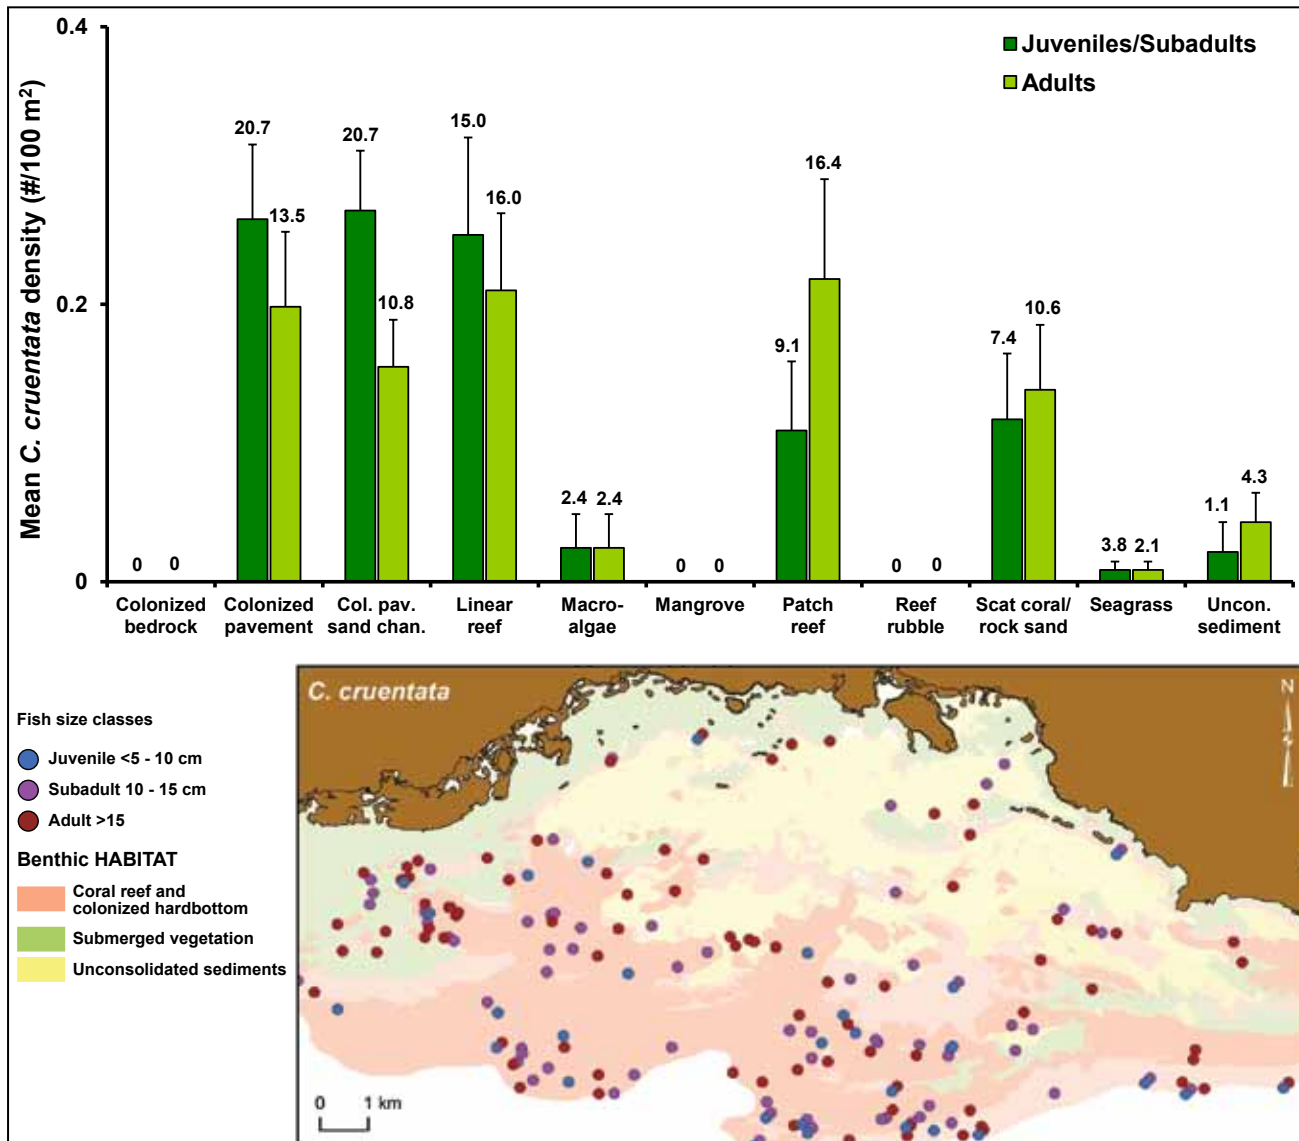 Mean C. cruentata density (#/100 m²)
0.4
0.2
0
Juveniles/Subadults
Adults
0 0
20.7 13.5
20.7 10.8
15.0 16.0
2.4 2.4
0 0
9.1 16.4
0 0
7.4 10.6
3.8 2.1
1.1 4.3
Colonized
bedrock
Colonized
pavement
Col. pav.
sand chan.
Linear
reef
Macro-
algae
Mangrove
Patch
reef
Reef
rubble
Scat coral/
rock sand
Seagrass
Uncon.
sediment
Fish size classes
Juvenile <5 - 10 cm
Subadult 10 - 15 cm
Adult >15
Benthic HABITAT
Coral reef and
colonized hardbottom
Submerged vegetation
Unconsolidated sediments
C. cruentata
N
0 1 km